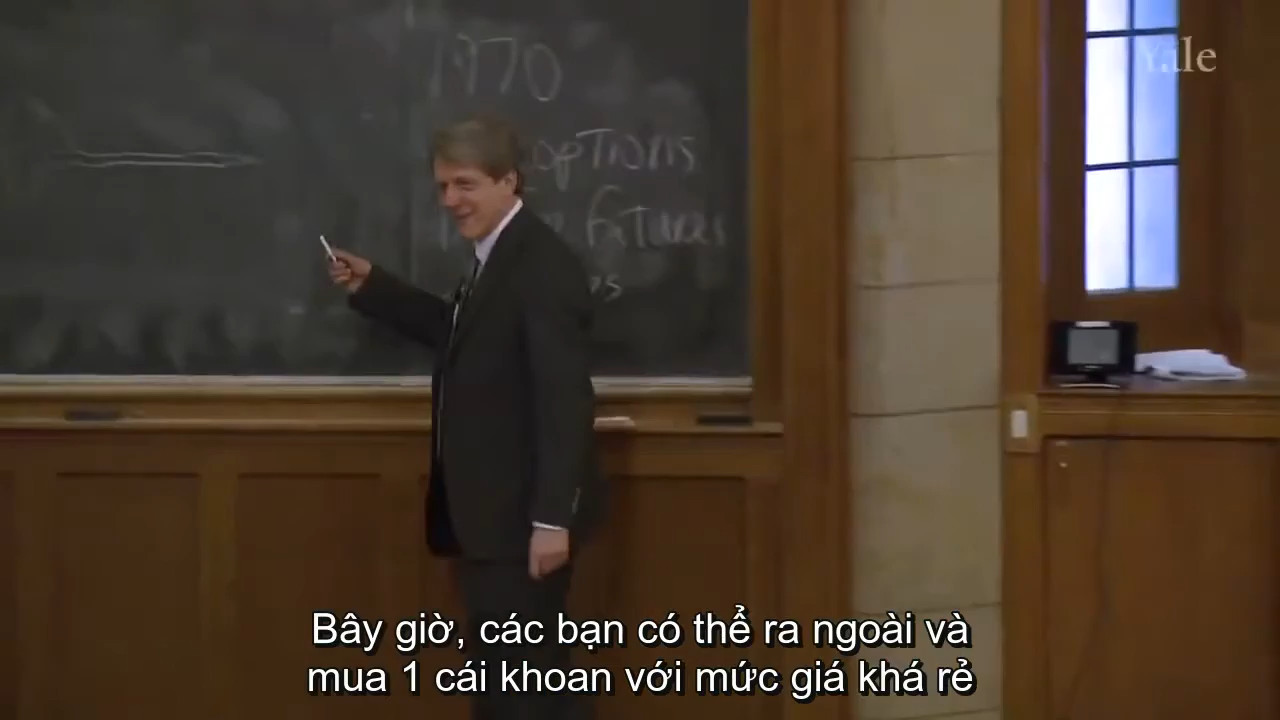 Yale
1970
options
futures
Bây giờ, các bạn có thể ra ngoài và
mua 1 cái khoan với mức giá khá rẻ